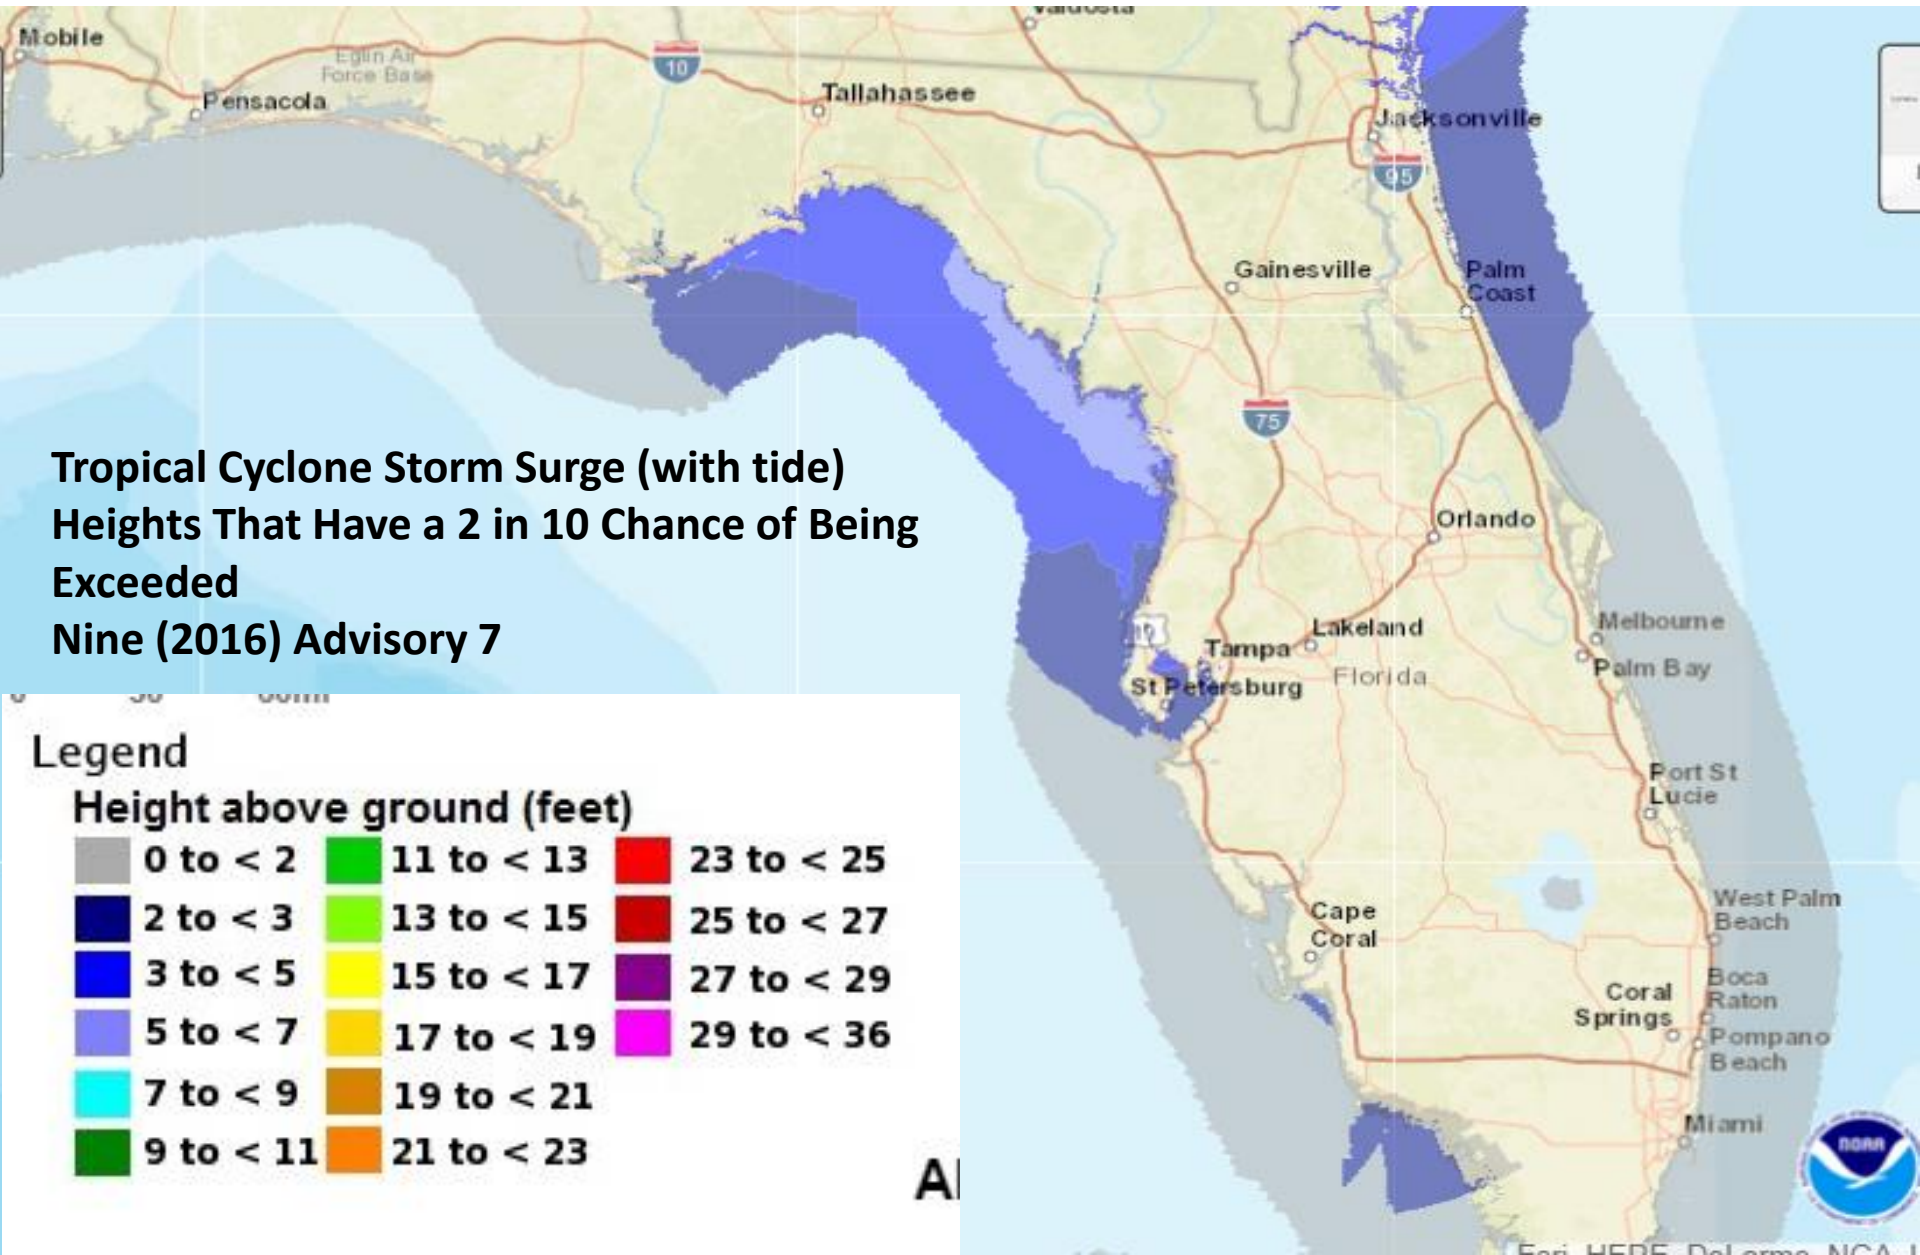 Valdosta
Mobile
Eglin Air
Force Base
10
Pensacola
Tallahassee
Jacksonville
95
Gainesville
Palm
Coast
75
Tropical Cyclone Storm Surge (with tide)
Heights That Have a 2 in 10 Chance of Being
Exceeded
Nine (2016) Advisory 7
Orlando
Melbourne
Lakeland
Tampa
Palm Bay
Florida
St Petersburg
Port St
Lucie
West Palm
Beach
Cape
Coral
Boca
Raton
Coral
Springs
Pompano
Beach
Miami
NOAA
Legend
Height above ground (feet)
0 to < 2
2 to < 3
3 to < 5
5 to < 7
7 to < 9
9 to < 11
11 to < 13
13 to < 15
15 to < 17
17 to < 19
19 to < 21
21 to < 23
23 to < 25
25 to < 27
27 to < 29
29 to < 36